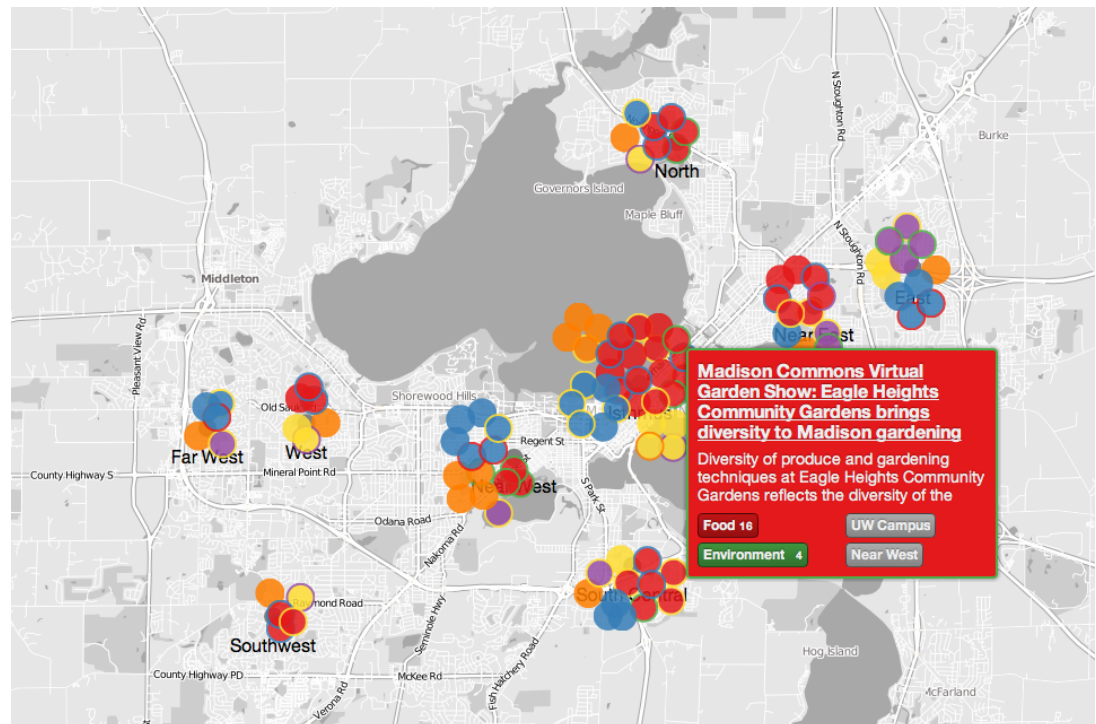 N Stoughton Rd
Burke
North
Governors Island
Maple Bluff
N Stoughton Rd
Middleton
East
Pleasant View Rd
Near East
Shorewood Hills
Old Sauk
Isthmus
Regent St
Far West
West
County Highway S
Mineral Point Rd
Near West
S Park St
Odana Road
Nakoma Rd
Madison Commons Virtual
Garden Show: Eagle Heights
Community Gardens brings
diversity to Madison gardening
Diversity of produce and gardening
techniques at Eagle Heights Community
Gardens reflects the diversity of the
Food 16
UW Campus
Environment 4
Near West
South Central
Raymond Road
Seminole Hwy
Southwest
Fish Hatchery Road
Hog Island
County Highway PD
McKee Rd
Verona Rd
McFarland